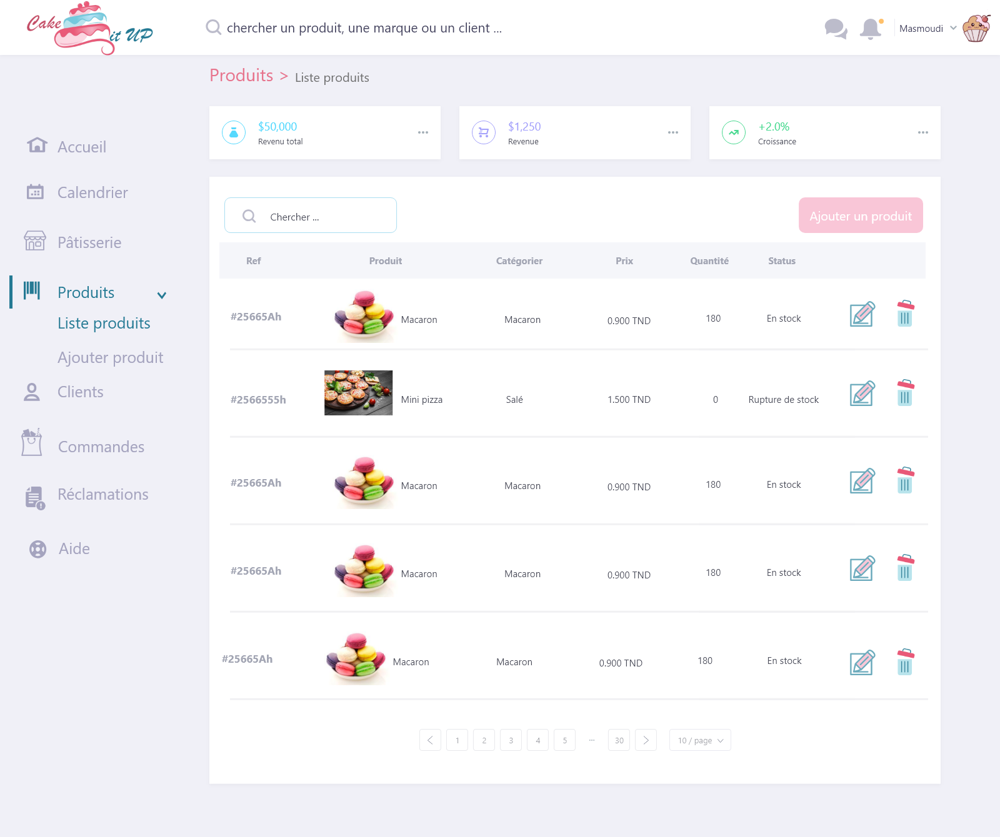 Cake it UP
chercher un produit, une marque ou un client ...
Masmoudi
Produits > Liste produits
$50,000
Revenu total
$1,250
Revenue
+2.0%
Croissance
Accueil
Calendrier
Pâtisserie
Produits
Liste produits
Ajouter produit
Clients
Commandes
Réclamations
Aide
Chercher ...
Ajouter un produit
Ref Produit Catégorier Prix Quantité Status
#25665Ah Macaron Macaron 0.900 TND 180 En stock
#2566555h Mini pizza Salé 1.500 TND 0 Rupture de stock
#25665Ah Macaron Macaron 0.900 TND 180 En stock
#25665Ah Macaron Macaron 0.900 TND 180 En stock
#25665Ah Macaron Macaron 0.900 TND 180 En stock
1 2 3 4 5 ... 30 10 / page